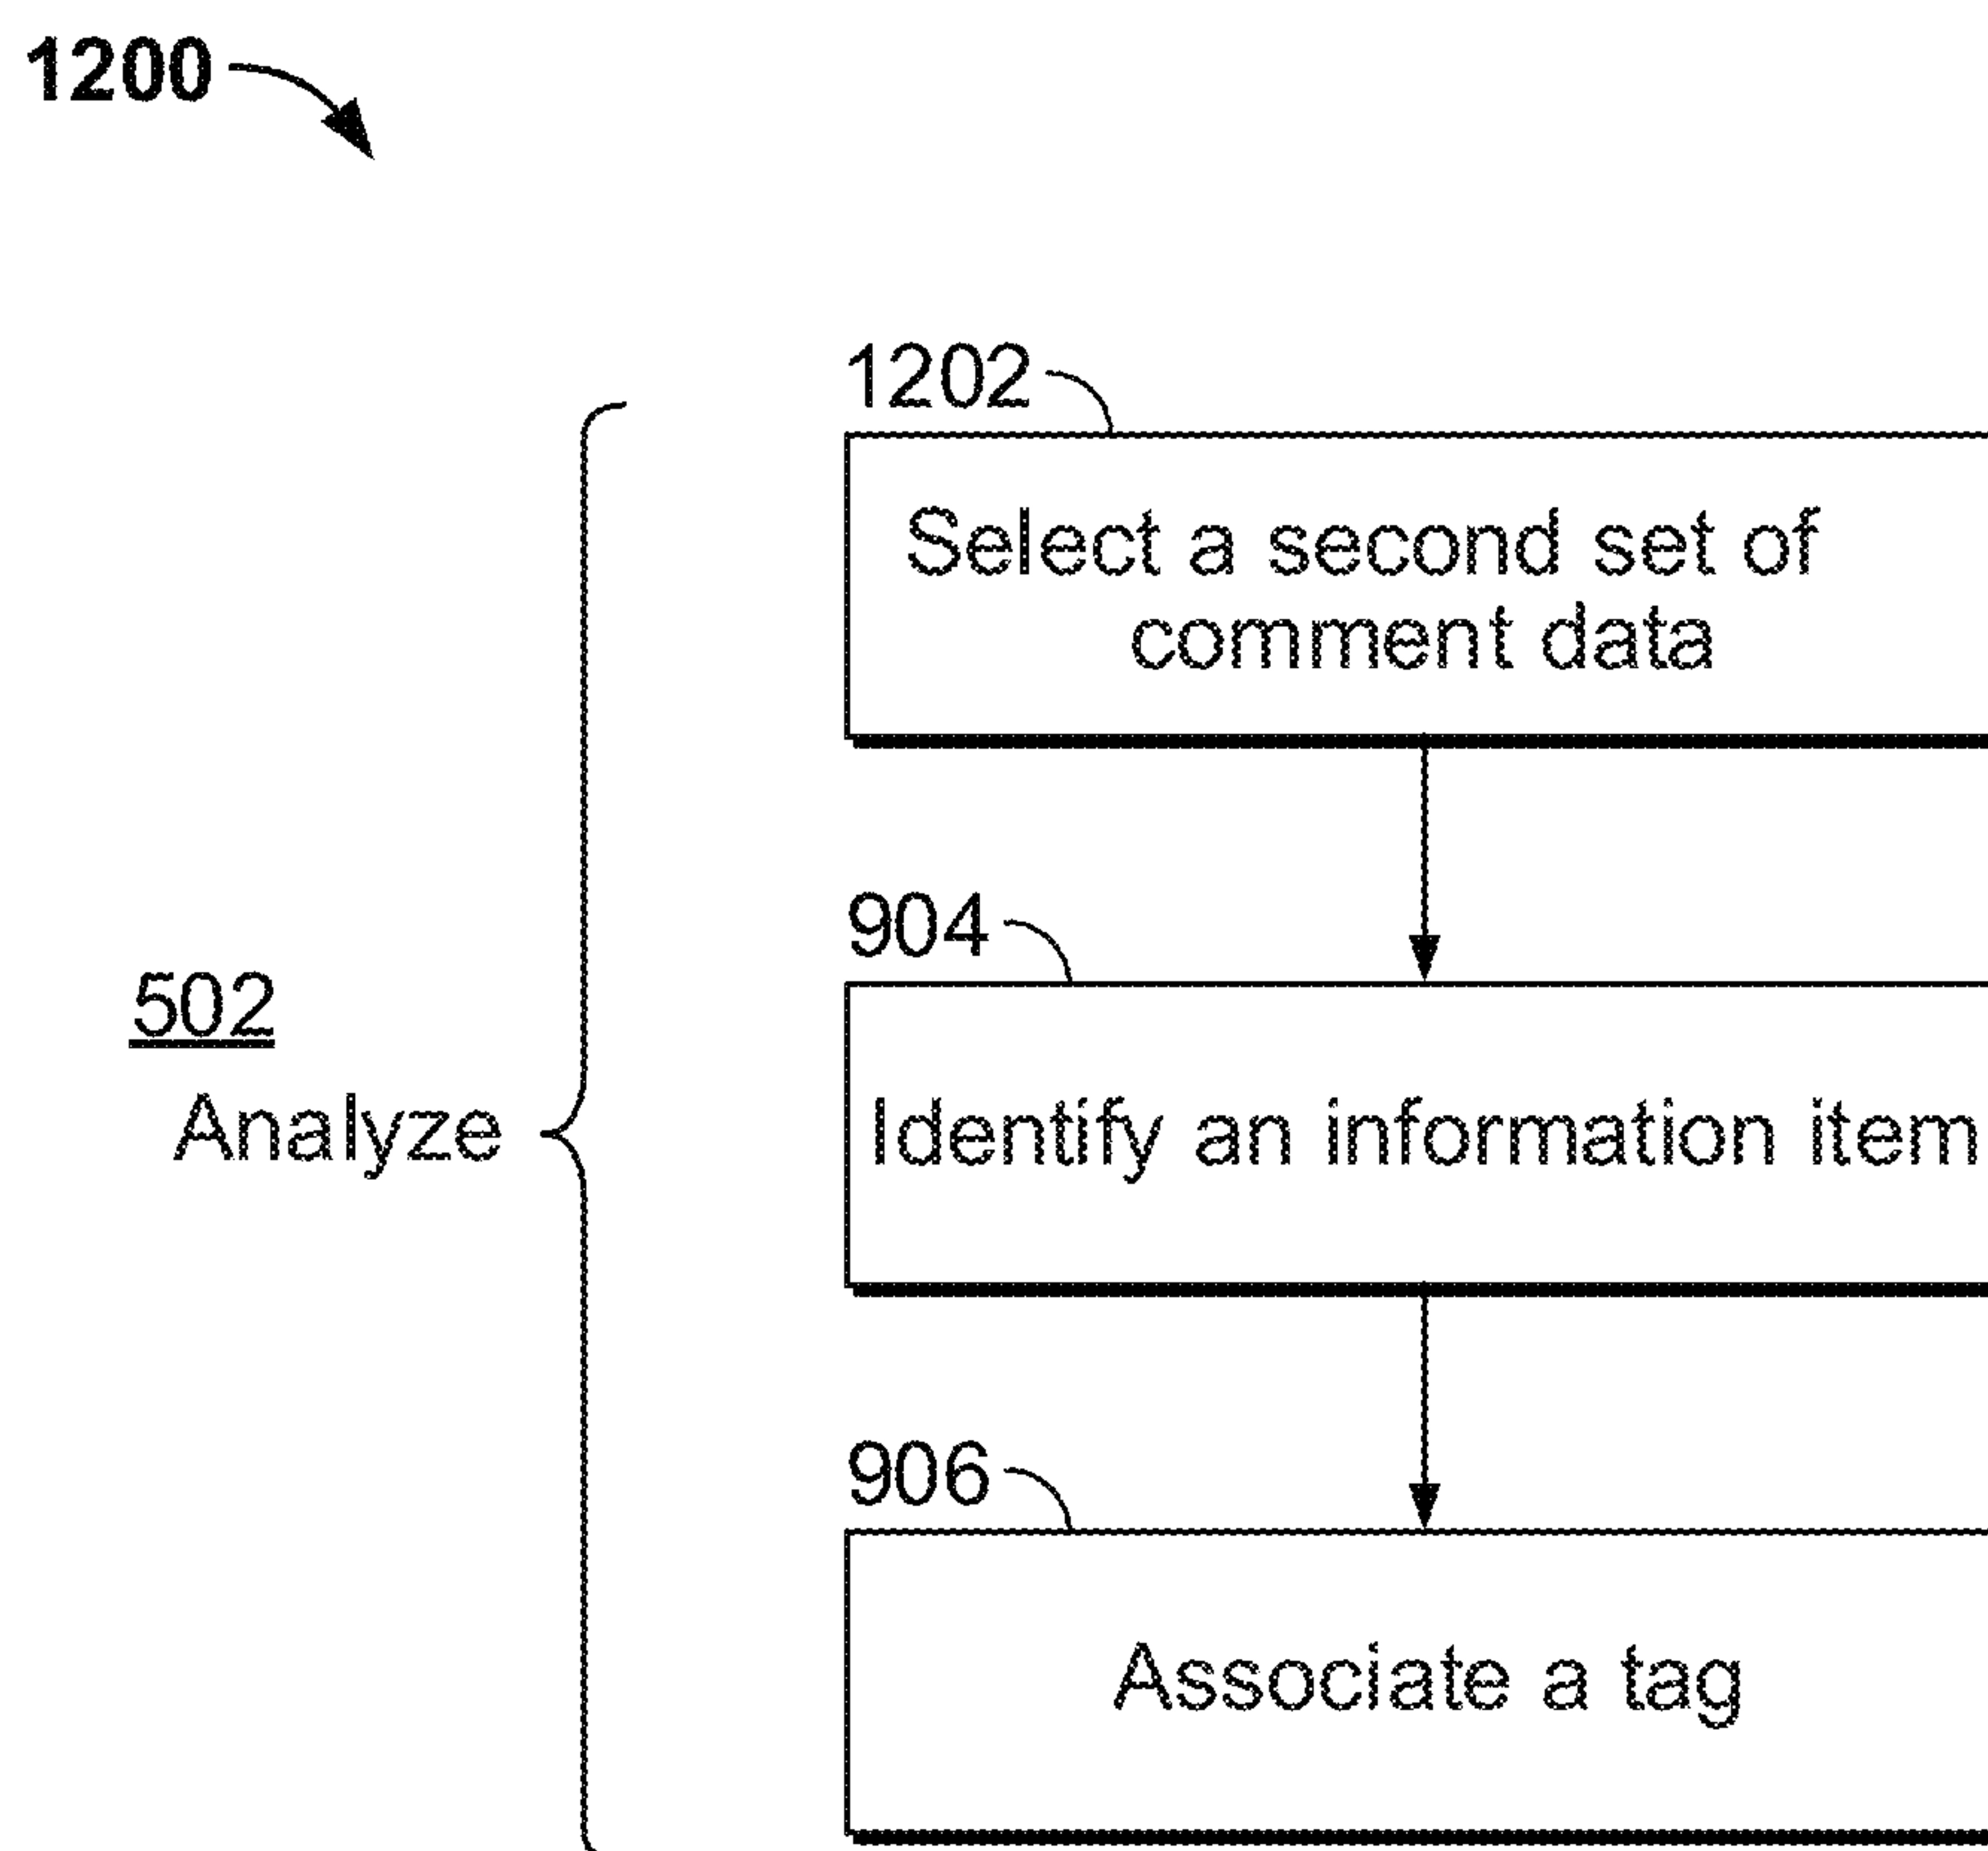 1200
1202
Select a second set of
comment data
904
502
Analyze
Identify an information item
906
Associate a tag